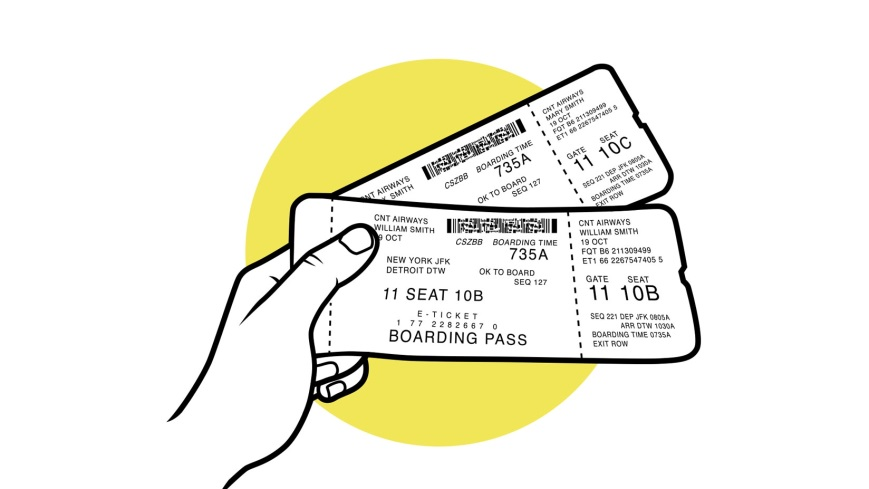 CNT AIRWAYS
MARY SMITH
19 OCT
FQT B6 211309499
ET1 66 2267547405 5
GATE SEAT
11 10C
SEQ 221 DEP JFK 0805A
ARR DTW 1030A
BOARDING TIME 0735A
EXIT ROW
CSZBB BOARDING TIME
735A
OK TO BOARD
SEQ 127
CNT AIRWAYS
SMITH
CNT AIRWAYS
WILLIAM SMITH
19 OCT
NEW YORK JFK
DETROIT DTW
CSZBB BOARDING TIME
735A
OK TO BOARD
SEQ 127
11 SEAT 10B
E-TICKET
1 77 2282667 0
BOARDING PASS
CNT AIRWAYS
WILLIAM SMITH
19 OCT
FQT B6 211309499
ET1 66 2267547405 5
GATE SEAT
11 10B
SEQ 221 DEP JFK 0805A
ARR DTW 1030A
BOARDING TIME 0735A
EXIT ROW